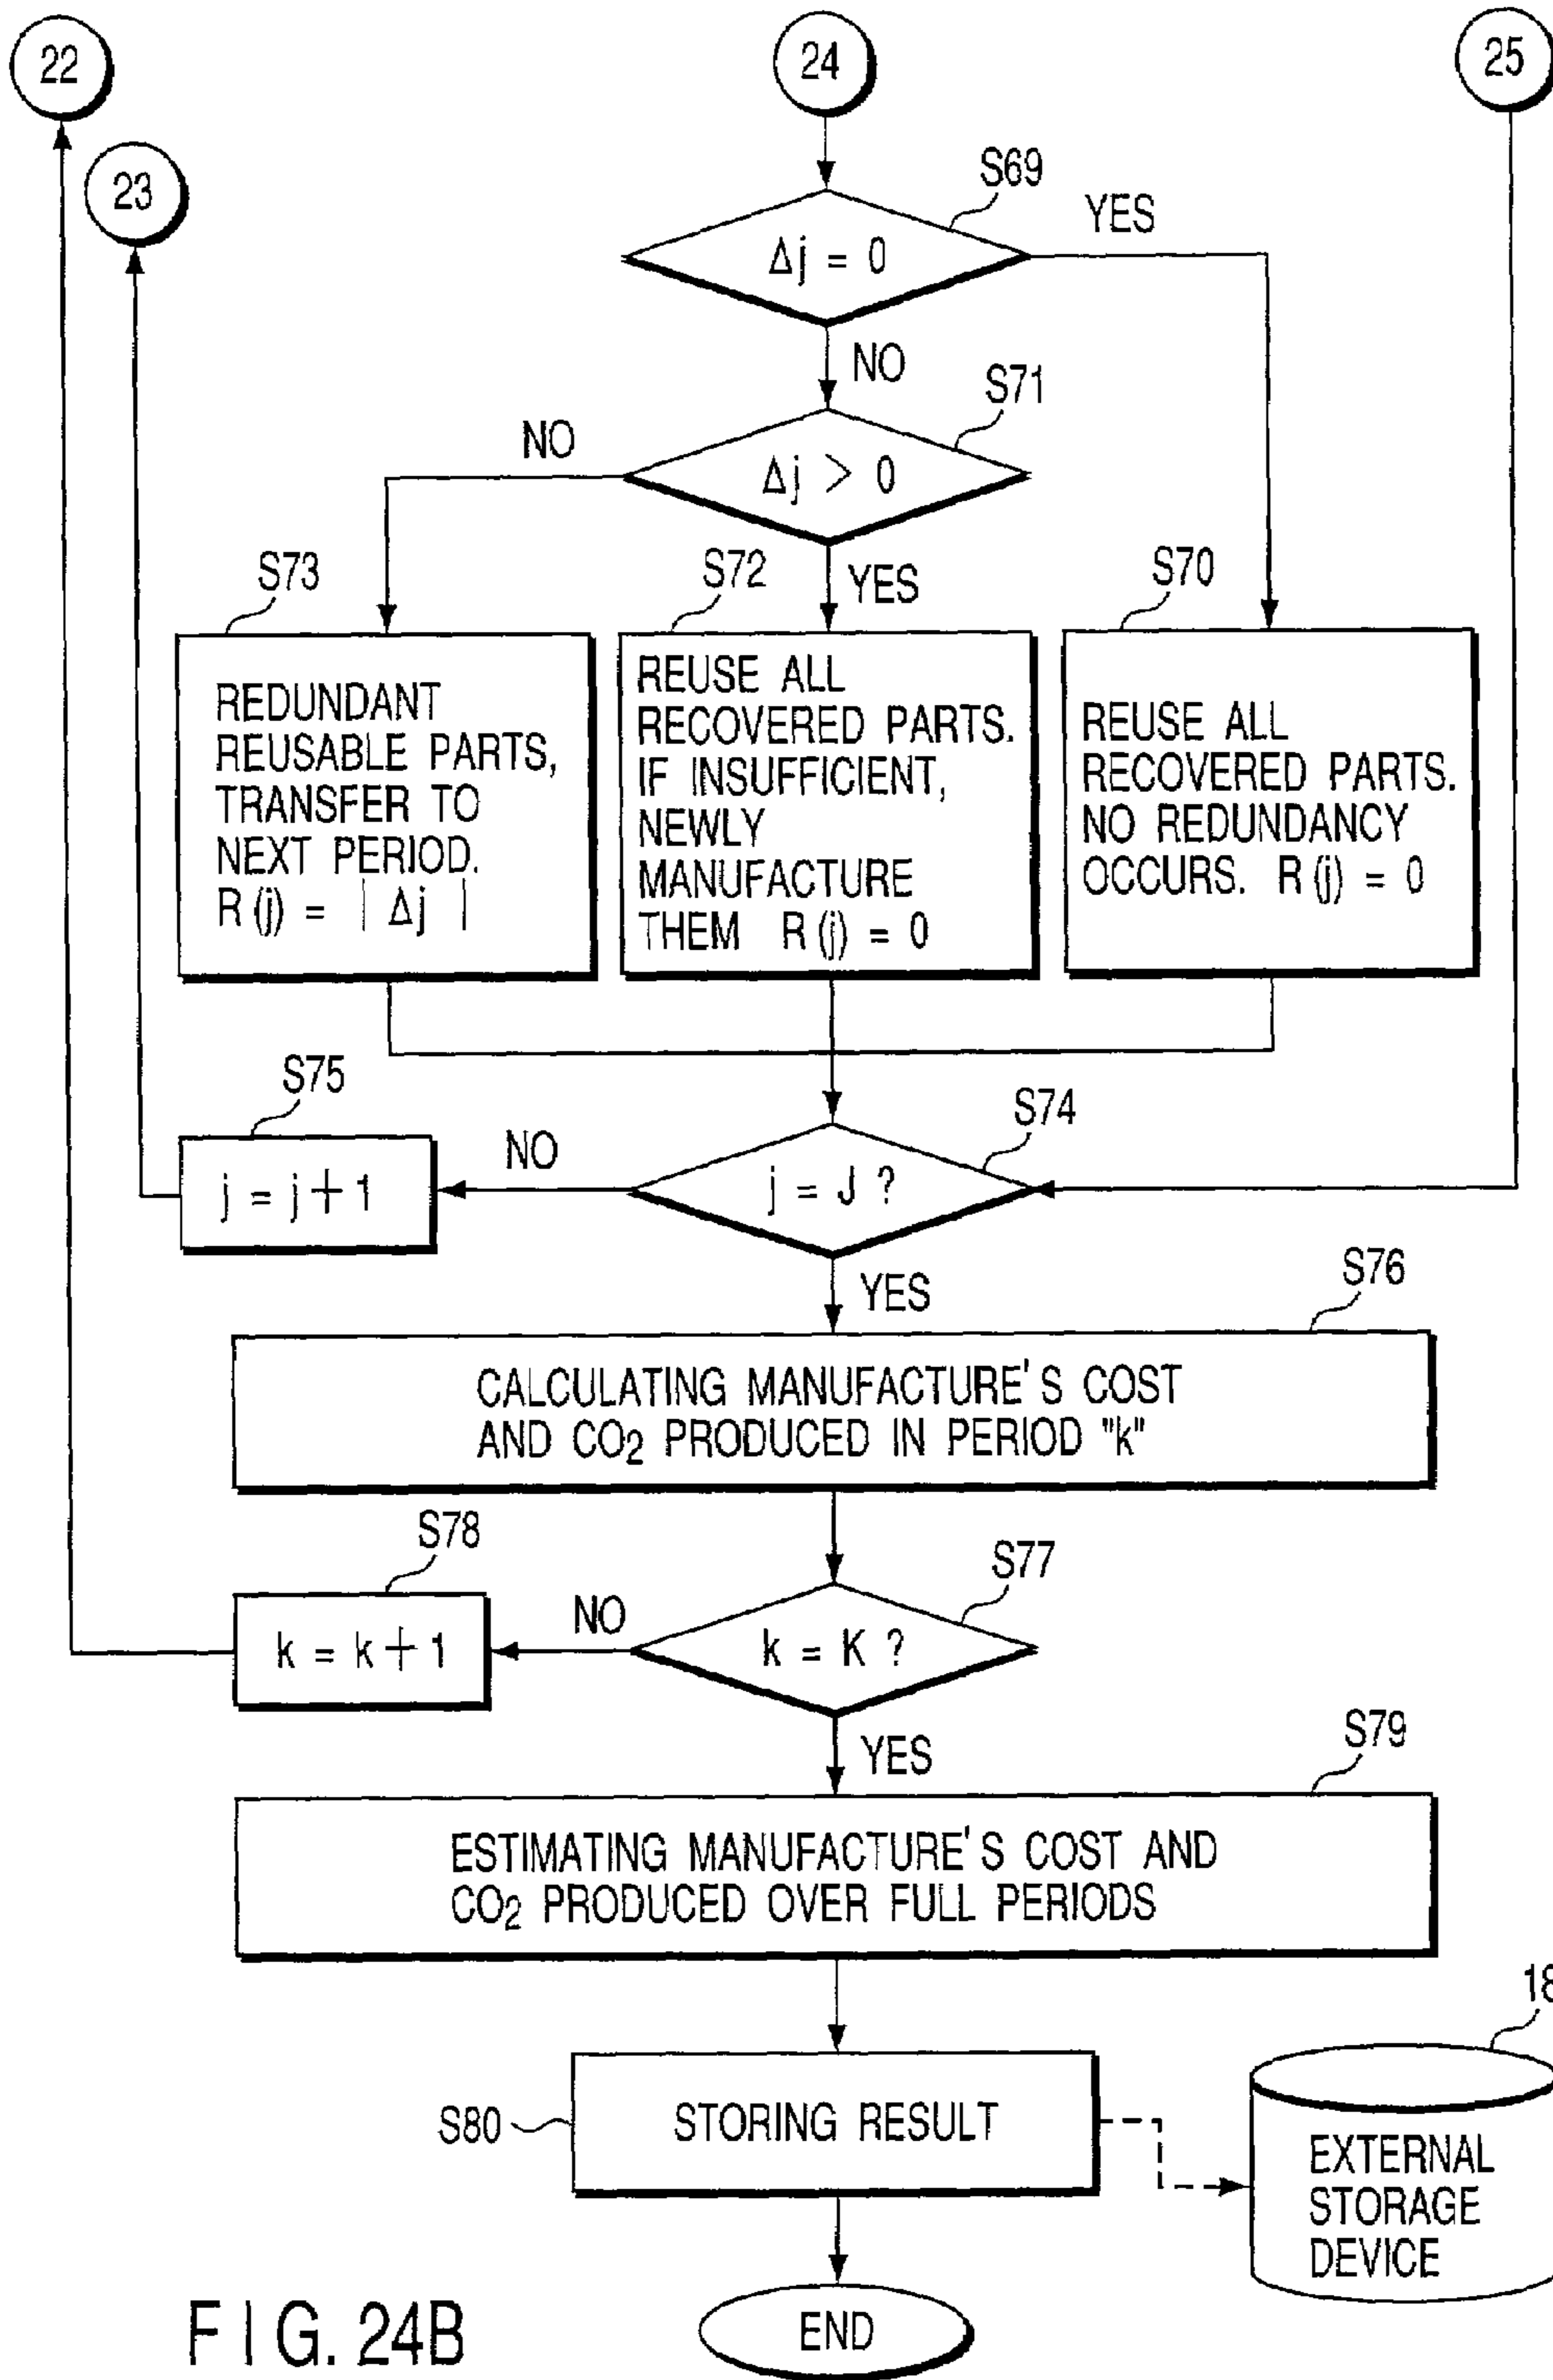 22
24
25
23
S69
YES
Δj = 0
NO
S71
NO
Δj > 0
S73
S72
YES
S70
REDUNDANT
REUSABLE PARTS,
TRANSFER TO
NEXT PERIOD.
R(j) = | Δj |
REUSE ALL
RECOVERED PARTS.
IF INSUFFICIENT,
NEWLY
MANUFACTURE
THEM R(j) = 0
REUSE ALL
RECOVERED PARTS.
NO REDUNDANCY
OCCURS. R(j) = 0
S75
S74
j = j + 1
NO
j = J ?
YES
S76
CALCULATING MANUFACTURE'S COST
AND CO₂ PRODUCED IN PERIOD "k"
S78
S77
k = k + 1
NO
k = K ?
YES
S79
ESTIMATING MANUFACTURE'S COST AND
CO₂ PRODUCED OVER FULL PERIODS
18
S80
STORING RESULT
EXTERNAL
STORAGE
DEVICE
END
FIG. 24B